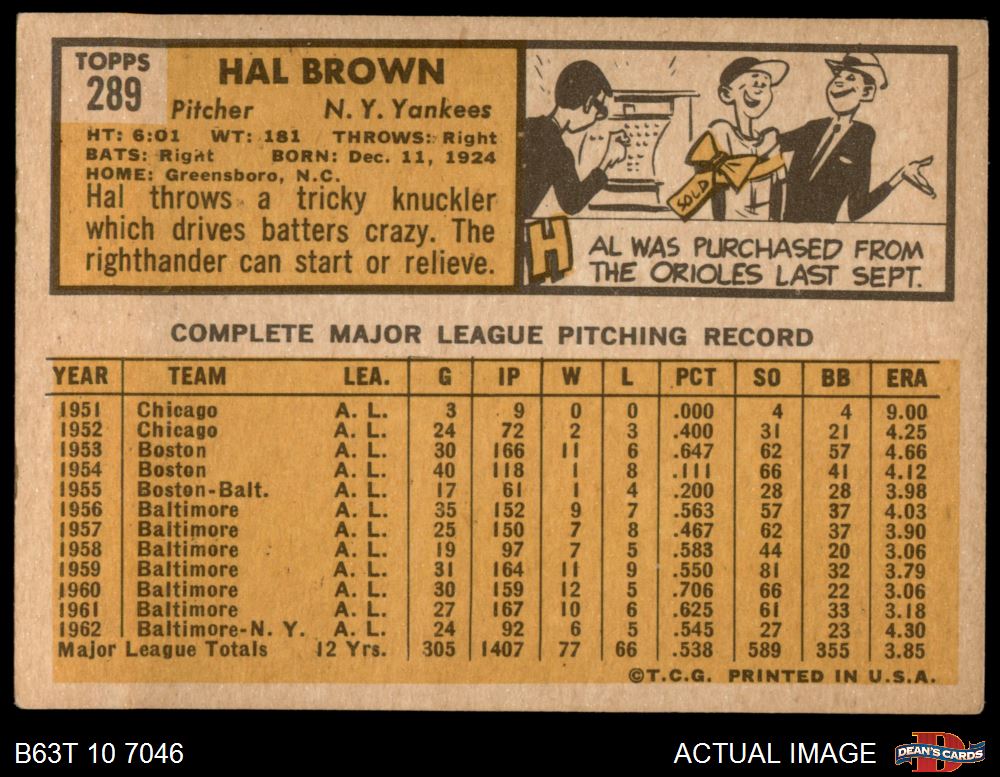 TOPPS
289
HAL BROWN
Pitcher N. Y. Yankees
HT: 6:01 WT: 181 THROWS: Right
BATS: Right BORN: Dec. 11, 1924
HOME: Greensboro, N.C.
Hal throws a tricky knuckler
which drives batters crazy. The
righthander can start or relieve.
SOLD
HAL WAS PURCHASED FROM
THE ORIOLES LAST SEPT.
COMPLETE MAJOR LEAGUE PITCHING RECORD
YEAR TEAM LEA. G IP W L PCT SO BB ERA
1951 Chicago A. L. 3 .9 0 0 .000 4 4 9.00
1952 Chicago A. L. 24 72 2 3 .400 31 21 4.25
1953 Boston A. L. 30 166 11 6 .647 62 57 4.66
1954 Boston A. L. 40 118 1 8 .111 66 41 4.12
1955 Boston-Balt. A. L. 17 61 1 4 .200 28 28 3.98
1956 Baltimore A. L. 35 152 9 7 .563 57 37 4.03
1957 Baltimore A. L. 25 150 7 8 .467 62 37 3.90
1958 Baltimore A. L. 19 97 7 5 .583 44 20 3.06
1959 Baltimore A. L. 31 164 11 9 .550 81 32 3.79
1960 Baltimore A. L. 30 159 12 5 .706 66 22 3.06
1961 Baltimore A. L. 27 167 10 6 .625 61 33 3.18
1962 Baltimore-N. Y. A. L. 24 92 6 5 .545 27 23 4.30
Major League Totals 12 Yrs. 305 1407 77 66 .538 589 355 3.85
©T.C.G. PRINTED IN U.S.A.
B63T 10 7046
ACTUAL IMAGE
D
DEAN'S CARDS